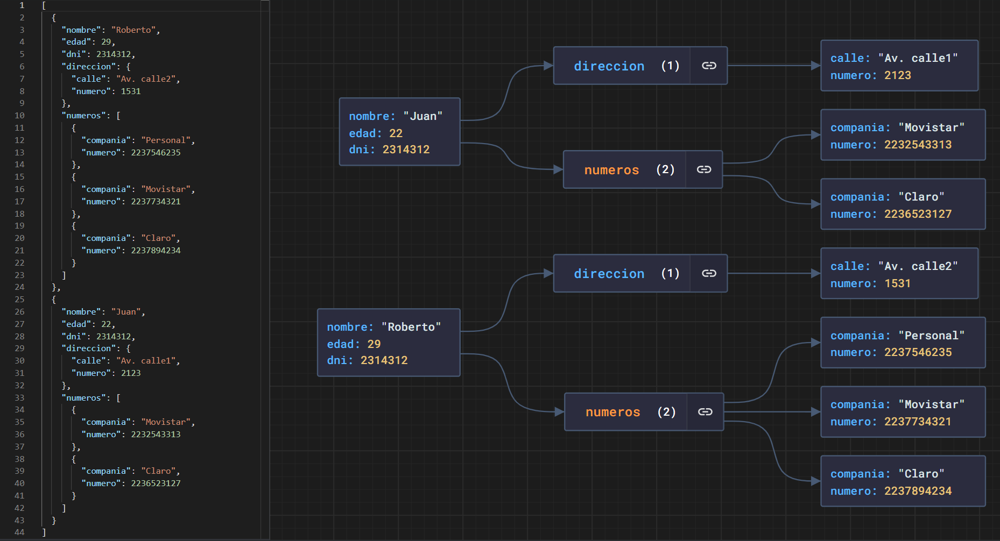 1 [
2 {
3 "nombre": "Roberto",
4 "edad": 29,
5 "dni": 2314312,
6 "direccion": {
7 "calle": "Av. calle2",
8 "numero": 1531
9 },
10 "numeros": [
11 {
12 "compania": "Personal",
13 "numero": 2237546235
14 },
15 {
16 "compania": "Movistar",
17 "numero": 2237734321
18 },
19 {
20 "compania": "Claro",
21 "numero": 2237894234
22 }
23 ]
24 },
25 {
26 "nombre": "Juan",
27 "edad": 22,
28 "dni": 2314312,
29 "direccion": {
30 "calle": "Av. calle1",
31 "numero": 2123
32 },
33 "numeros": [
34 {
35 "compania": "Movistar",
36 "numero": 2232543313
37 },
38 {
39 "compania": "Claro",
40 "numero": 2236523127
41 }
42 ]
43 }
44 ]
nombre: "Juan"
edad: 22
dni: 2314312
direccion (1)
calle: "Av. calle1"
numero: 2123
numeros (2)
compania: "Movistar"
numero: 2232543313
compania: "Claro"
numero: 2236523127
nombre: "Roberto"
edad: 29
dni: 2314312
direccion (1)
calle: "Av. calle2"
numero: 1531
numeros (2)
compania: "Personal"
numero: 2237546235
compania: "Movistar"
numero: 2237734321
compania: "Claro"
numero: 2237894234